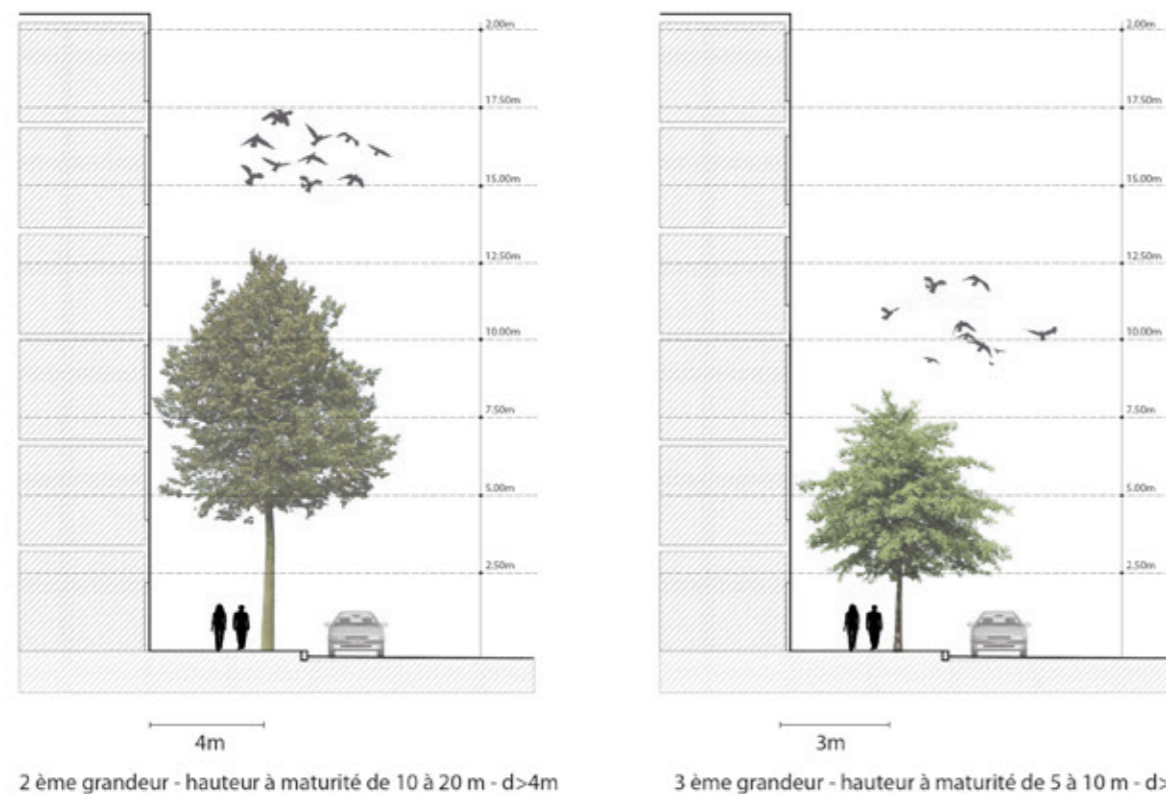 2.00m
17.50m
15.00m
12.50m
10.00m
7.50m
5.00m
2.50m
4m
2 ème grandeur - hauteur à maturité de 10 à 20 m - d>4m
2.00m
17.50m
15.00m
12.50m
10.00m
7.50m
5.00m
2.50m
3m
3 ème grandeur - hauteur à maturité de 5 à 10 m - d>